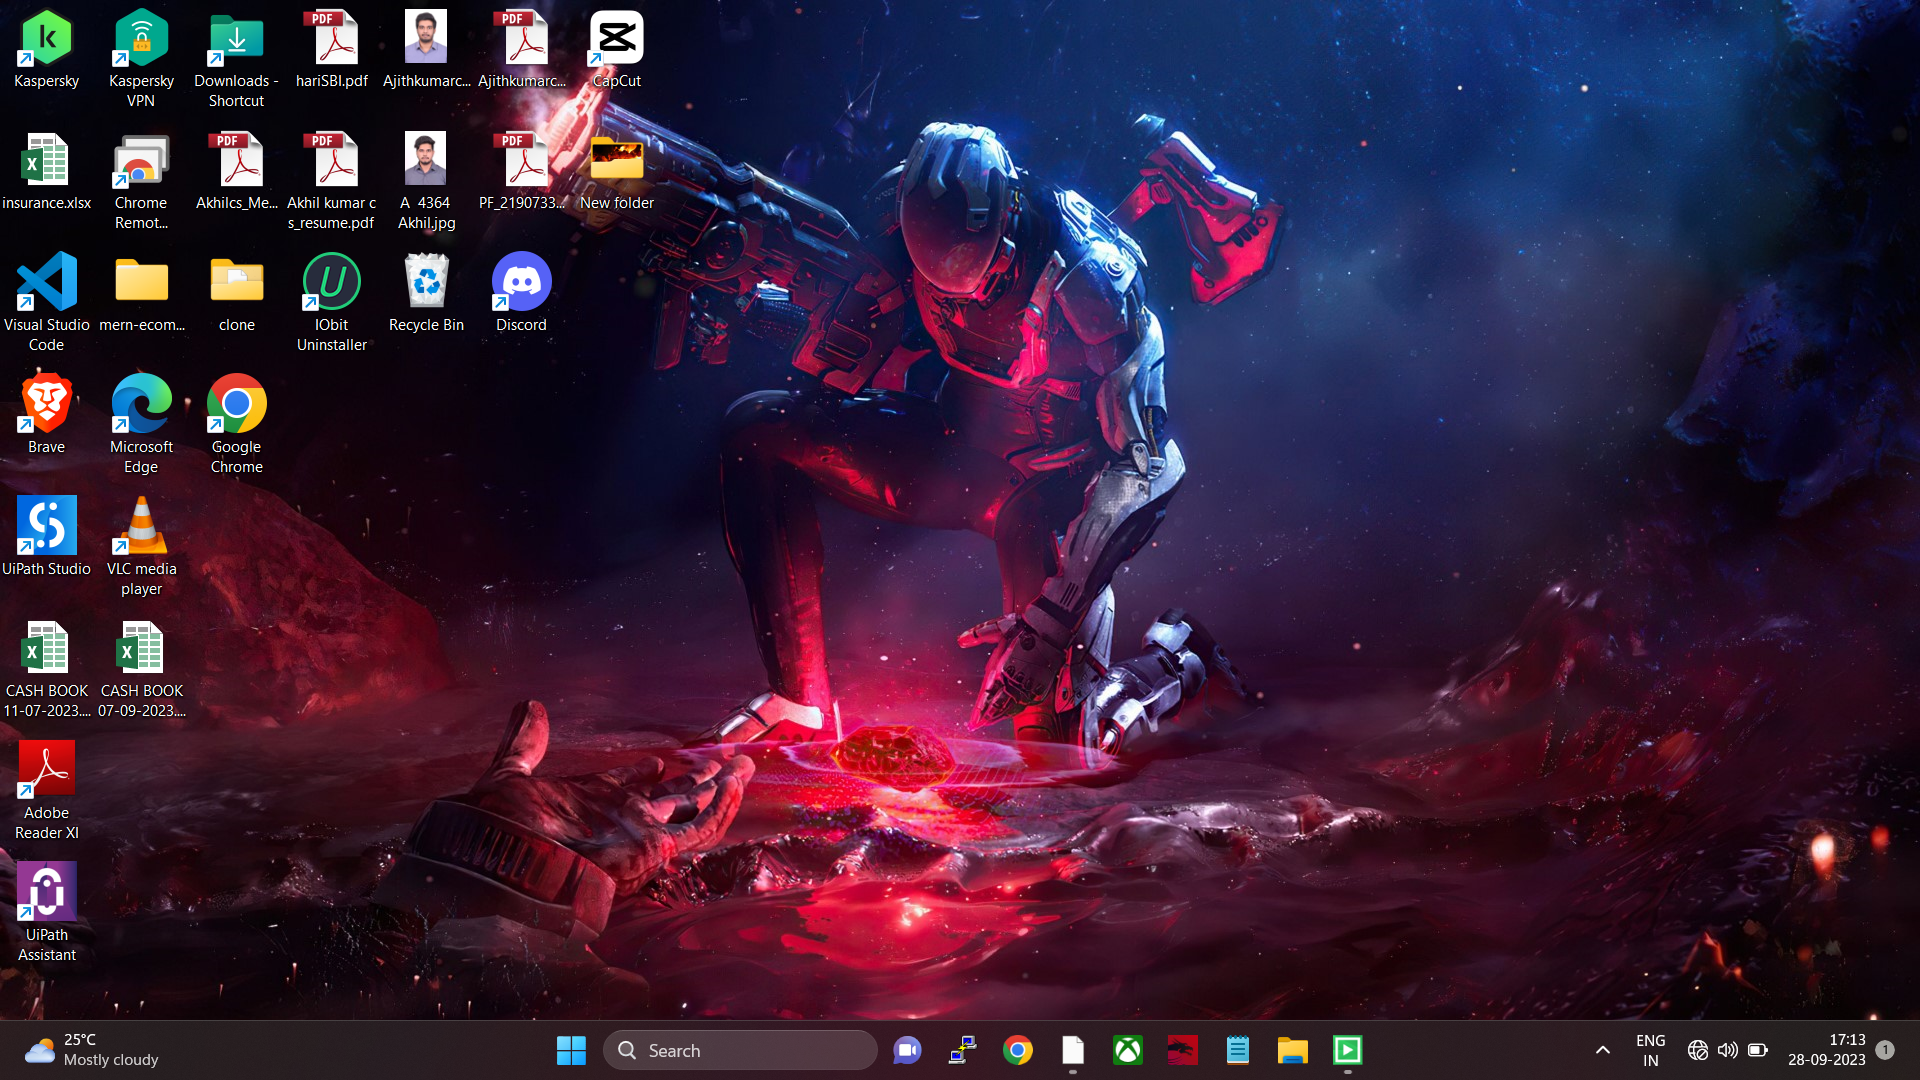 Kaspersky
Kaspersky
VPN
Downloads -
Shortcut
PDF
hariSBI.pdf
Ajithkumarc...
PDF
Ajithkumarc...
CapCut
insurance.xlsx
Chrome
Remot...
PDF
Akhilcs_Me...
PDF
Akhil kumar c
s_resume.pdf
A 4364
Akhil.jpg
PDF
PF_2190733...
New folder
Visual Studio
Code
mern-ecom...
clone
IObit
Uninstaller
Recycle Bin
Discord
Brave
Microsoft
Edge
Google
Chrome
UiPath Studio
VLC media
player
CASH BOOK
11-07-2023....
CASH BOOK
07-09-2023....
Adobe
Reader XI
UiPath
Assistant
25°C
Mostly cloudy
Search
ENG
IN
17:13
28-09-2023
1